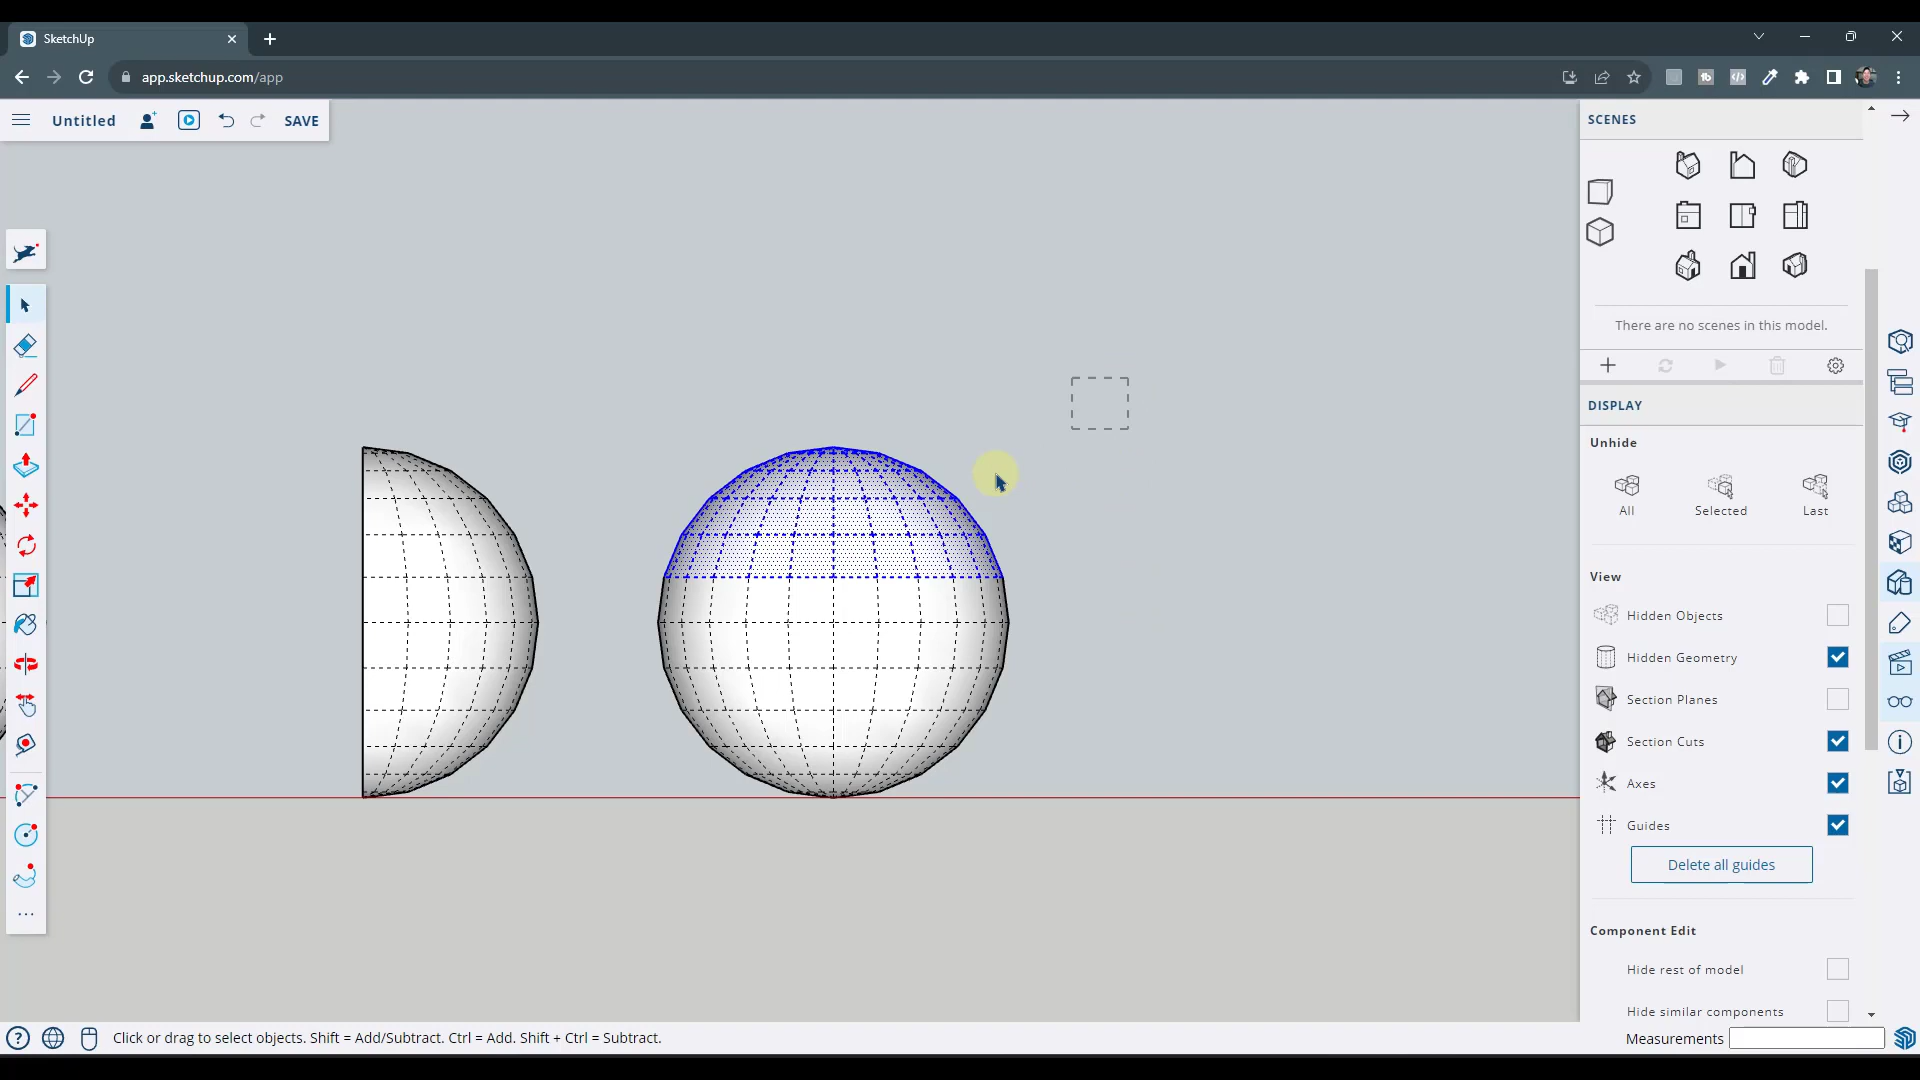 SketchUp
app.sketchup.com/app
Untitled
SAVE
SCENES
There are no scenes in this model.
DISPLAY
Unhide
All
Selected
Last
View
Hidden Objects
Hidden Geometry
Section Planes
Section Cuts
Axes
Guides
Delete all guides
Component Edit
Hide rest of model
Hide similar components
Click or drag to select objects. Shift = Add/Subtract. Ctrl = Add. Shift + Ctrl = Subtract.
Measurements